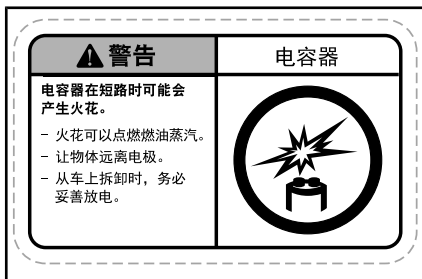 警告
电容器
电容器在短路时可能会
产生火花。
- 火花可以点燃燃油蒸汽。
- 让物体远离电极。
- 从车上拆卸时，务必
妥善放电。